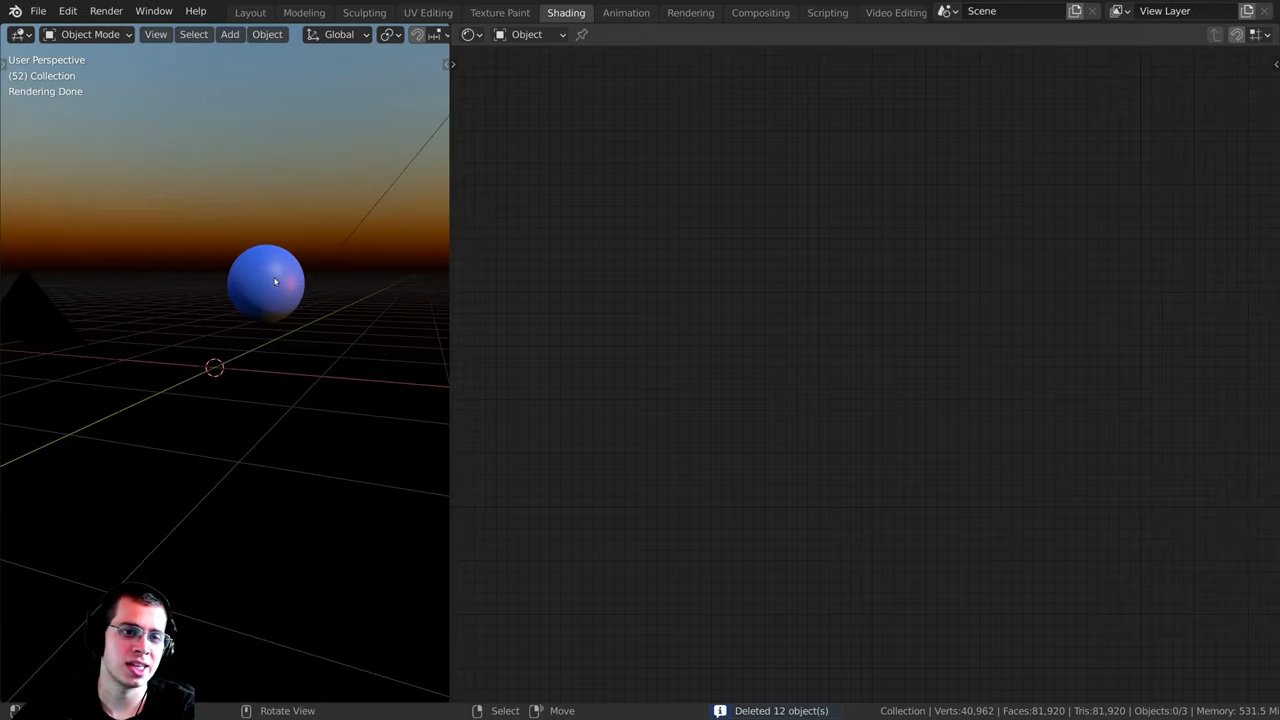 File Edit Render Window Help Layout Modeling Sculpting UV Editing Texture Paint Shading Animation Rendering Compositing Scripting Video Editing Scene View Layer
Object Mode View Select Add Object Global Object
User Perspective
(52) Collection
Rendering Done
Rotate View Select Move Deleted 12 object(s) Collection | Verts:40,962 | Faces:81,920 | Tris:81,920 | Objects:0/3 | Memory: 531.5 M